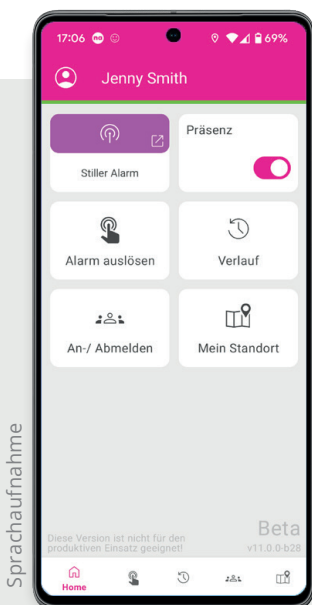 17:06 69%
Jenny Smith
Stiller Alarm
Präsenz
Alarm auslösen
Verlauf
An-/ Abmelden
Mein Standort
Diese Version ist nicht für den
produktiven Einsatz geeignet!
Beta
v11.0.0-b28
Home
Sprachaufnahme